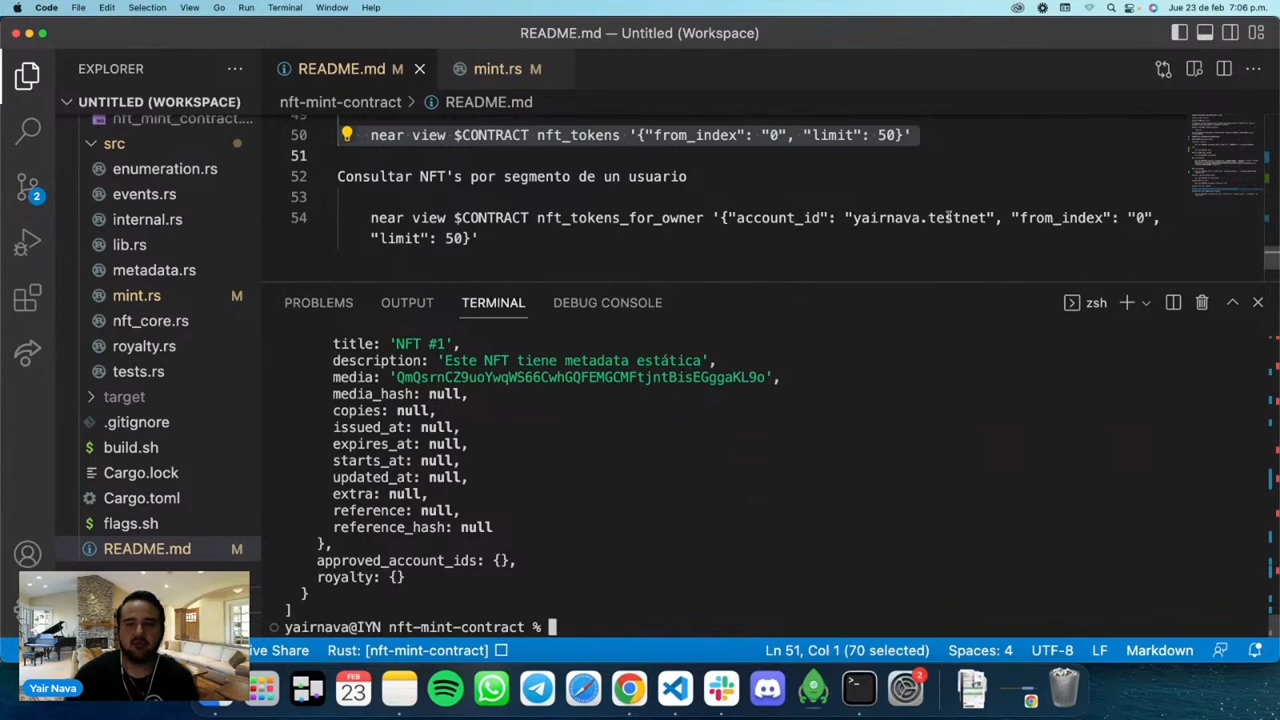 Code File Edit Selection View Go Run Terminal Window Help Jue 23 de feb 7:06 p.m.
README.md — Untitled (Workspace)
EXPLORER
README.md M
mint.rs M
UNTITLED (WORKSPACE)
nft-mint-contract > README.md
nft_mint_contract....
src
enumeration.rs
events.rs
internal.rs
lib.rs
metadata.rs
mint.rs M
nft_core.rs
royalty.rs
tests.rs
target
.gitignore
build.sh
Cargo.lock
Cargo.toml
flags.sh
README.md M
2
49
50 near view $CONTRACT nft_tokens '{"from_index": "0", "limit": 50}'
51
52 Consultar NFT's por segmento de un usuario
53
54 near view $CONTRACT nft_tokens_for_owner '{"account_id": "yairnava.testnet", "from_index": "0",
"limit": 50}'
PROBLEMS OUTPUT TERMINAL DEBUG CONSOLE zsh
title: 'NFT #1',
description: 'Este NFT tiene metadata estática',
media: 'QmQsrnCZ9uoYwqWS66CwhGQFEMGCMFtjntBisEGggaKL9o',
media_hash: null,
copies: null,
issued_at: null,
expires_at: null,
starts_at: null,
updated_at: null,
extra: null,
reference: null,
reference_hash: null
},
approved_account_ids: {},
royalty: {}
}
]
yairnava@IYN nft-mint-contract %
ive Share Rust: [nft-mint-contract] Ln 51, Col 1 (70 selected) Spaces: 4 UTF-8 LF Markdown
Yair Nava
FEB
23
2